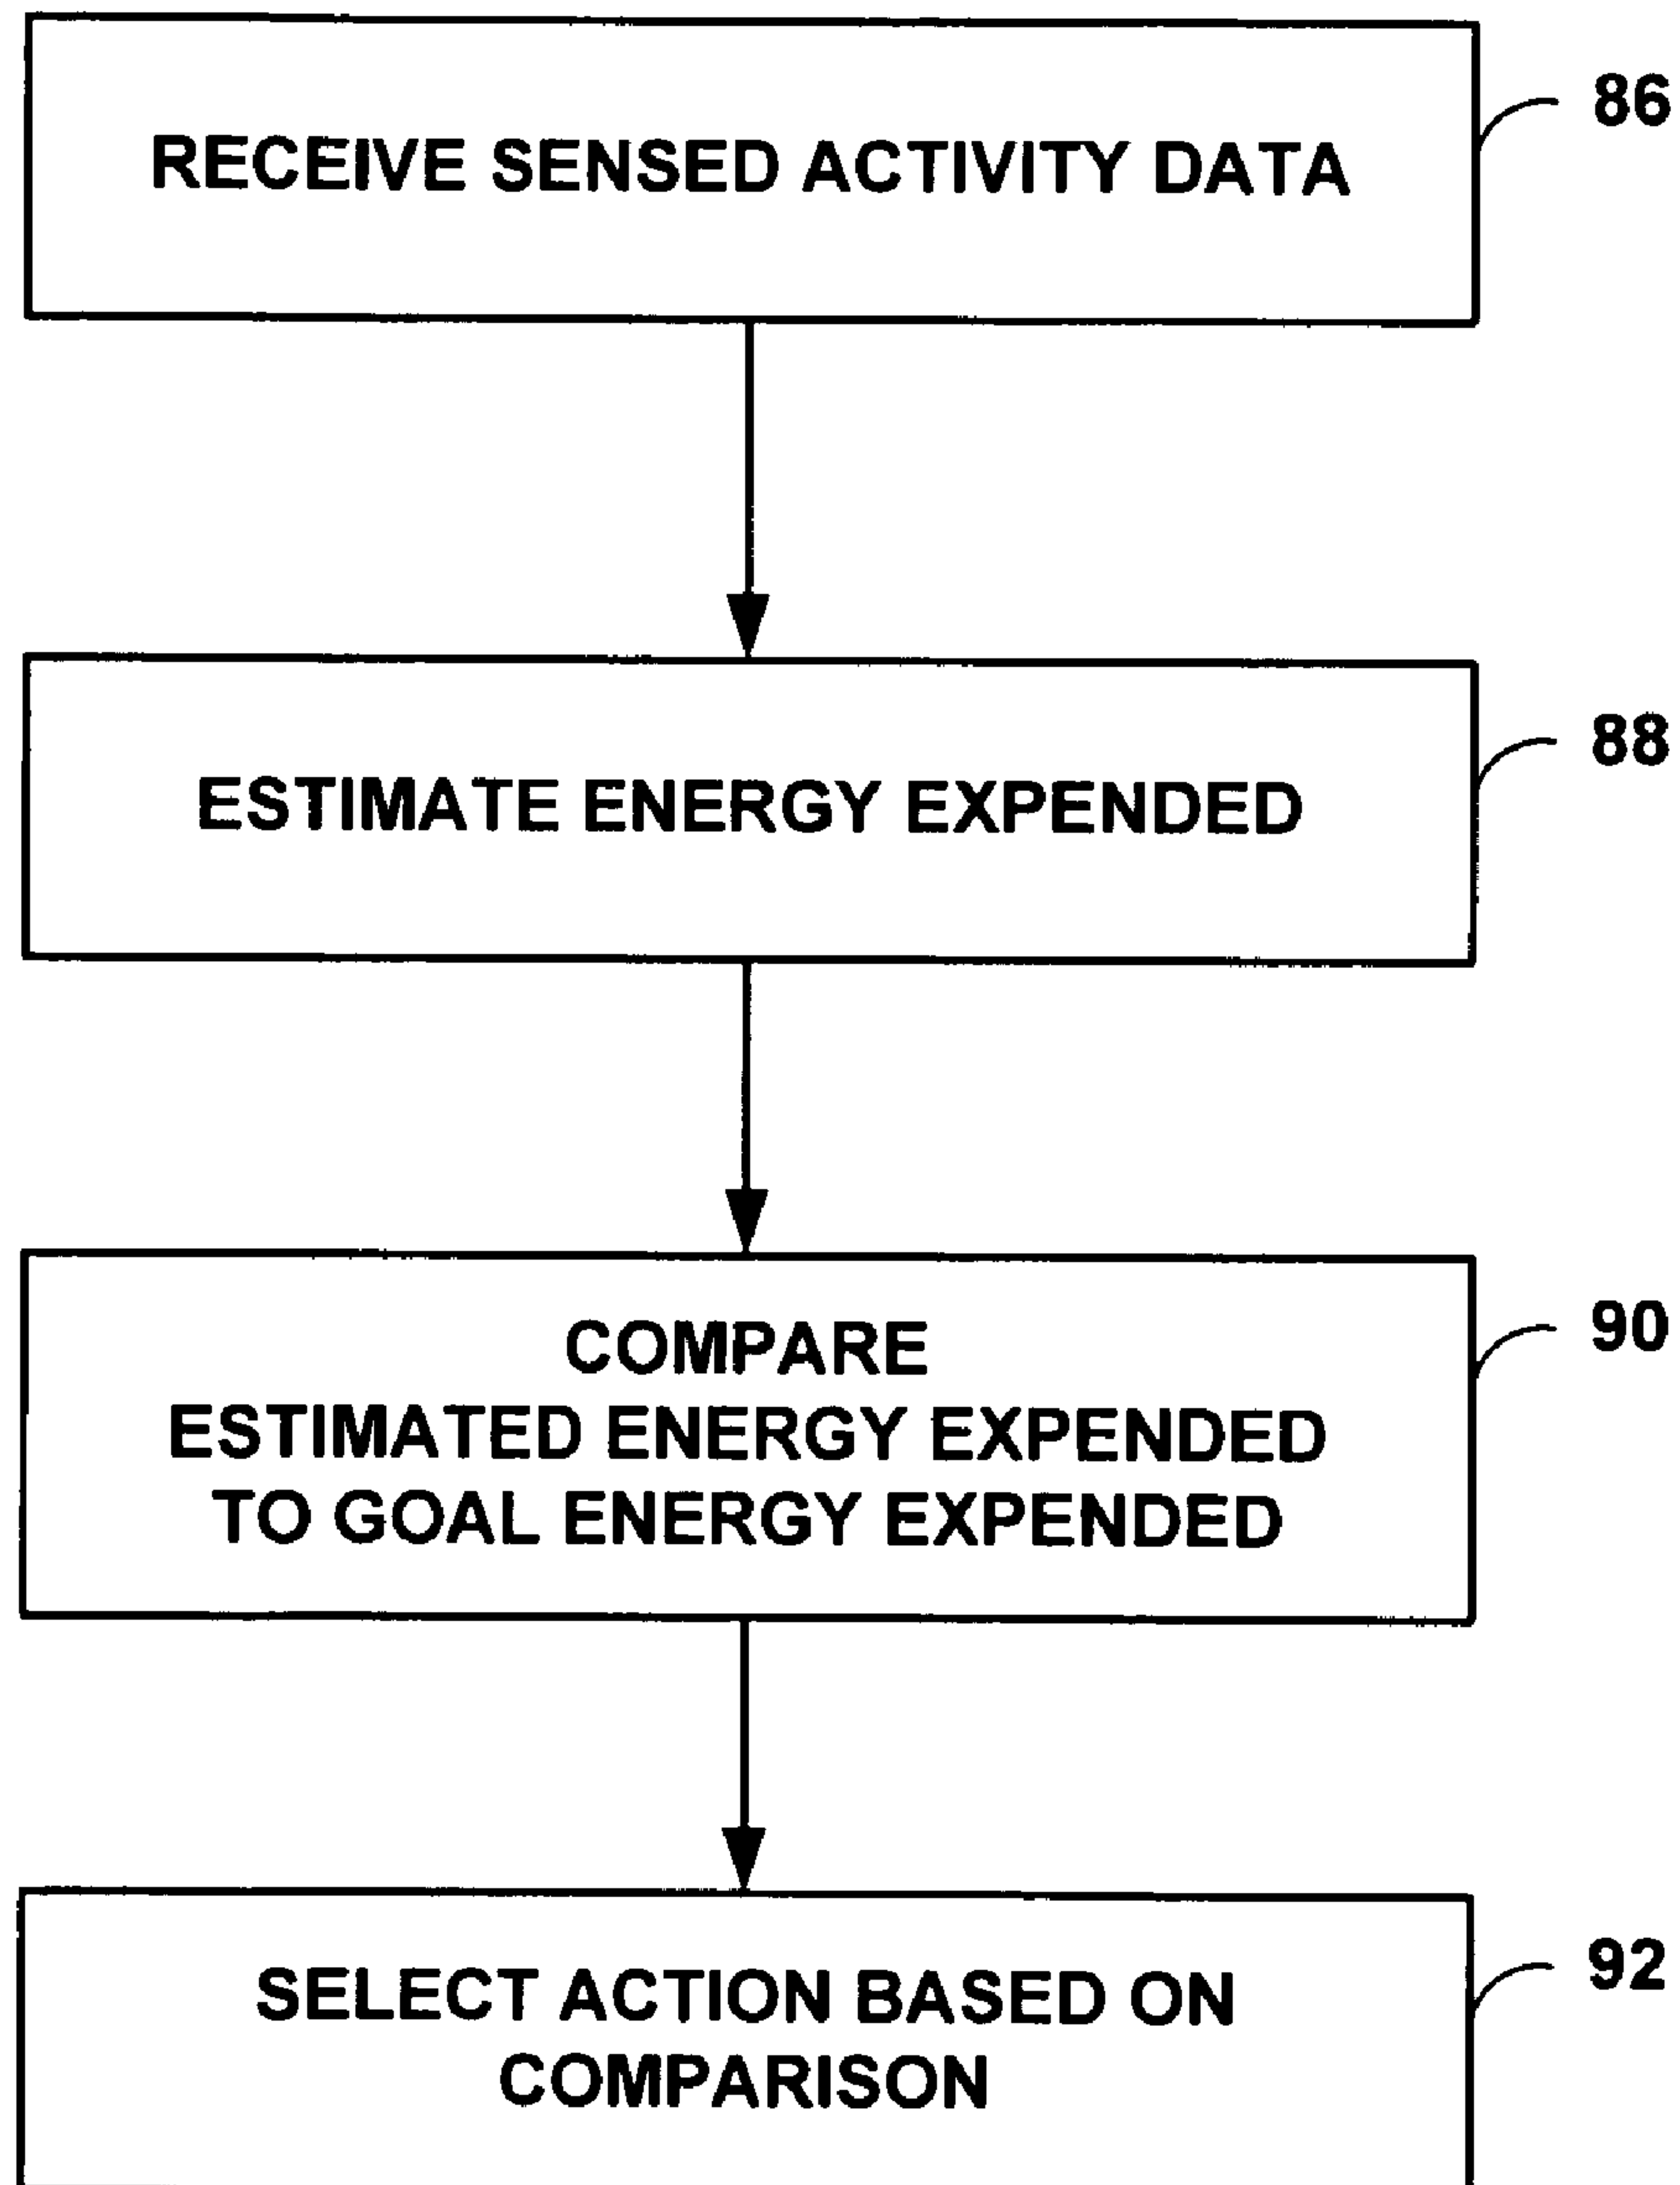 RECEIVE SENSED ACTIVITY DATA
86
ESTIMATE ENERGY EXPENDED
88
COMPARE
ESTIMATED ENERGY EXPENDED
TO GOAL ENERGY EXPENDED
90
SELECT ACTION BASED ON
COMPARISON
92